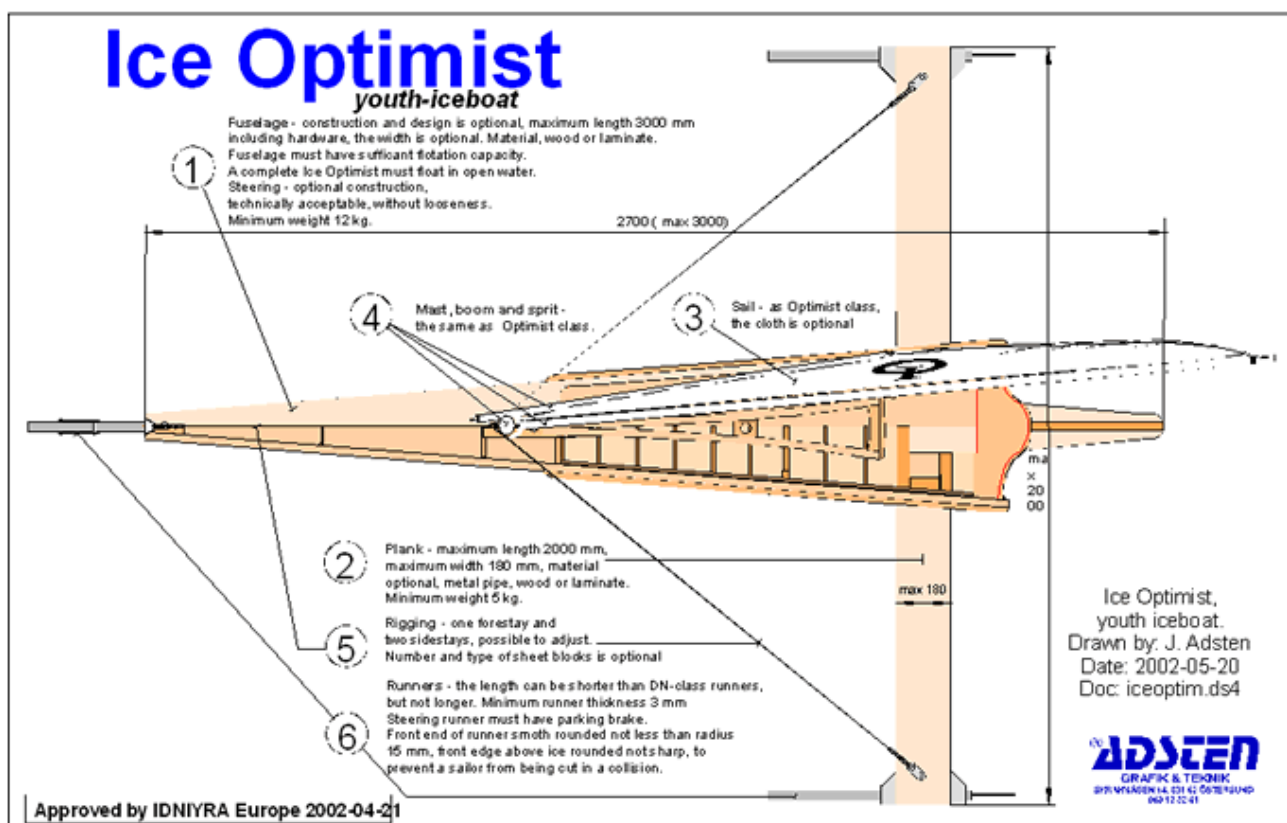 Ice Optimist
youth-iceboat
Fuselage - construction and design is optional, maximum length 3000 mm
including hardware, the width is optional. Material, wood or laminate.
Fuselage must have sufficant flotation capacity.
A complete Ice Optimist must float in open water.
Steering - optional construction,
technically acceptable, without looseness.
Minimum weight 12 kg.
1
2700 ( max 3000)
4
Mast, boom and sprit -
the same as Optimist class.
3
Sail - as Optimist class,
the cloth is optional
ma
x
20
00
2
Plank - maximum length 2000 mm,
maximum width 180 mm, material
optional, metal pipe, wood or laminate.
Minimum weight 5 kg.
max 180
5
Rigging - one forestay and
two sidestays, possible to adjust.
Number and type of sheet blocks is optional
6
Runners - the length can be shorter than DN-class runners,
but not longer. Minimum runner thickness 3 mm
Steering runner must have parking brake.
Front end of runner smoth rounded not less than radius
15 mm, front edge above ice rounded not sharp, to
prevent a sailor from being cut in a collision.
Ice Optimist,
youth iceboat.
Drawn by: J. Adsten
Date: 2002-05-20
Doc: iceoptim.ds4
ADSTEN
GRAFIK & TEKNIK
Approved by IDNIYRA Europe 2002-04-21